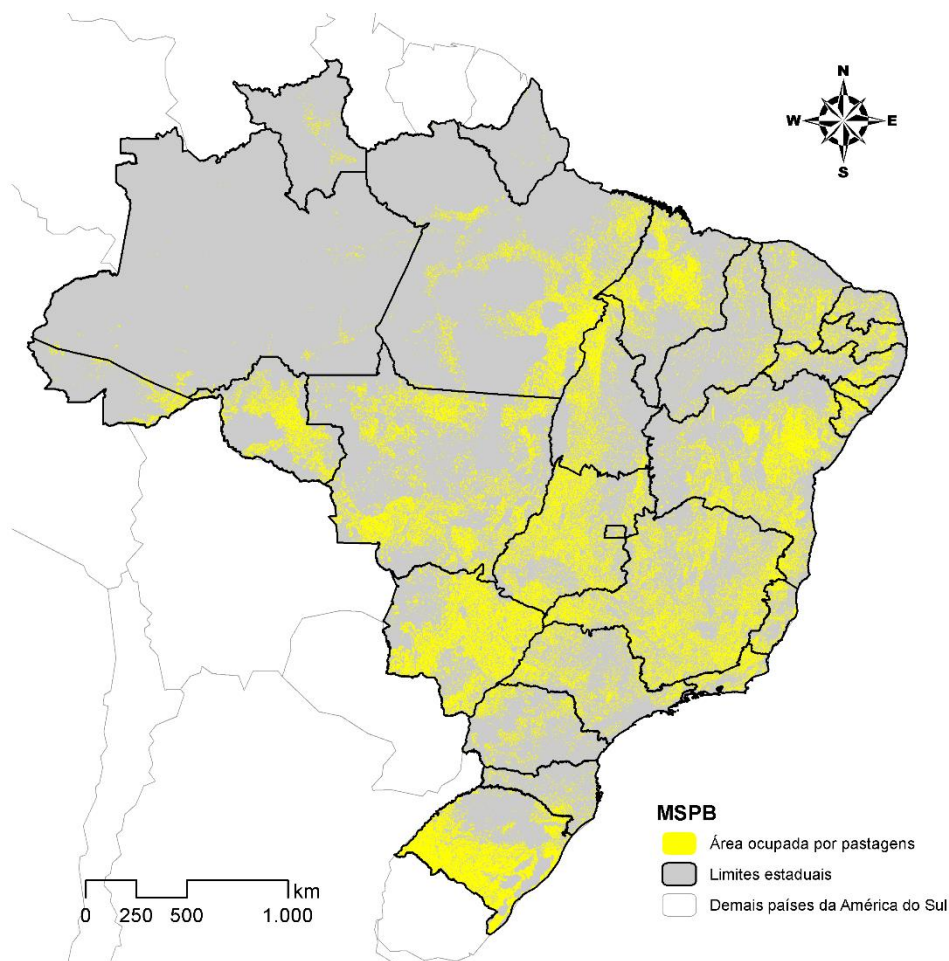 N
W E
S
MSPB
Área ocupada por pastagens
Limites estaduais
Demais países da América do Sul
km
0 250 500 1.000